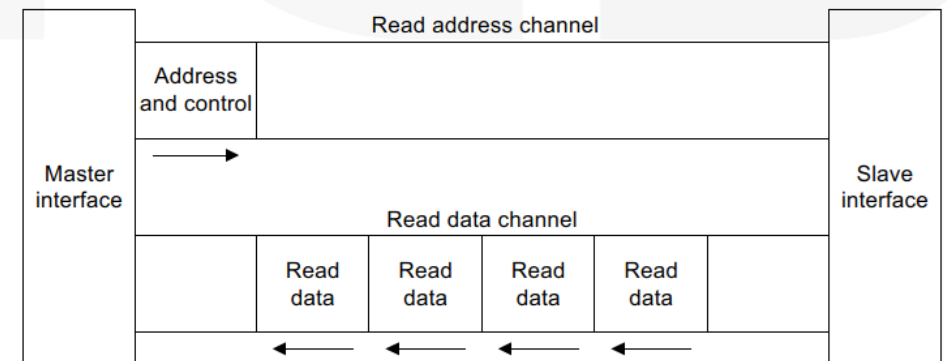 Read address channel
Address
and control
Master
interface
Slave
interface
Read data channel
Read
data
Read
data
Read
data
Read
data